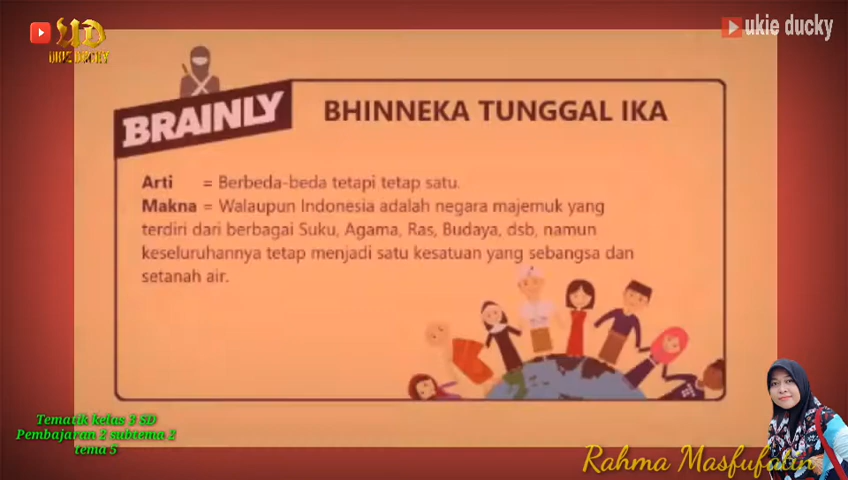 UD
UKIE DUCKY
ukie ducky
BRAINLY
BHINNEKA TUNGGAL IKA
Arti = Berbeda-beda tetapi tetap satu.
Makna = Walaupun Indonesia adalah negara majemuk yang
terdiri dari berbagai Suku, Agama, Ras, Budaya, dsb, namun
keseluruhannya tetap menjadi satu kesatuan yang sebangsa dan
setanah air.
Tematik kelas 3 SD
Pembajaran 2 subtema 2
tema 5
Rahma Masfufatin